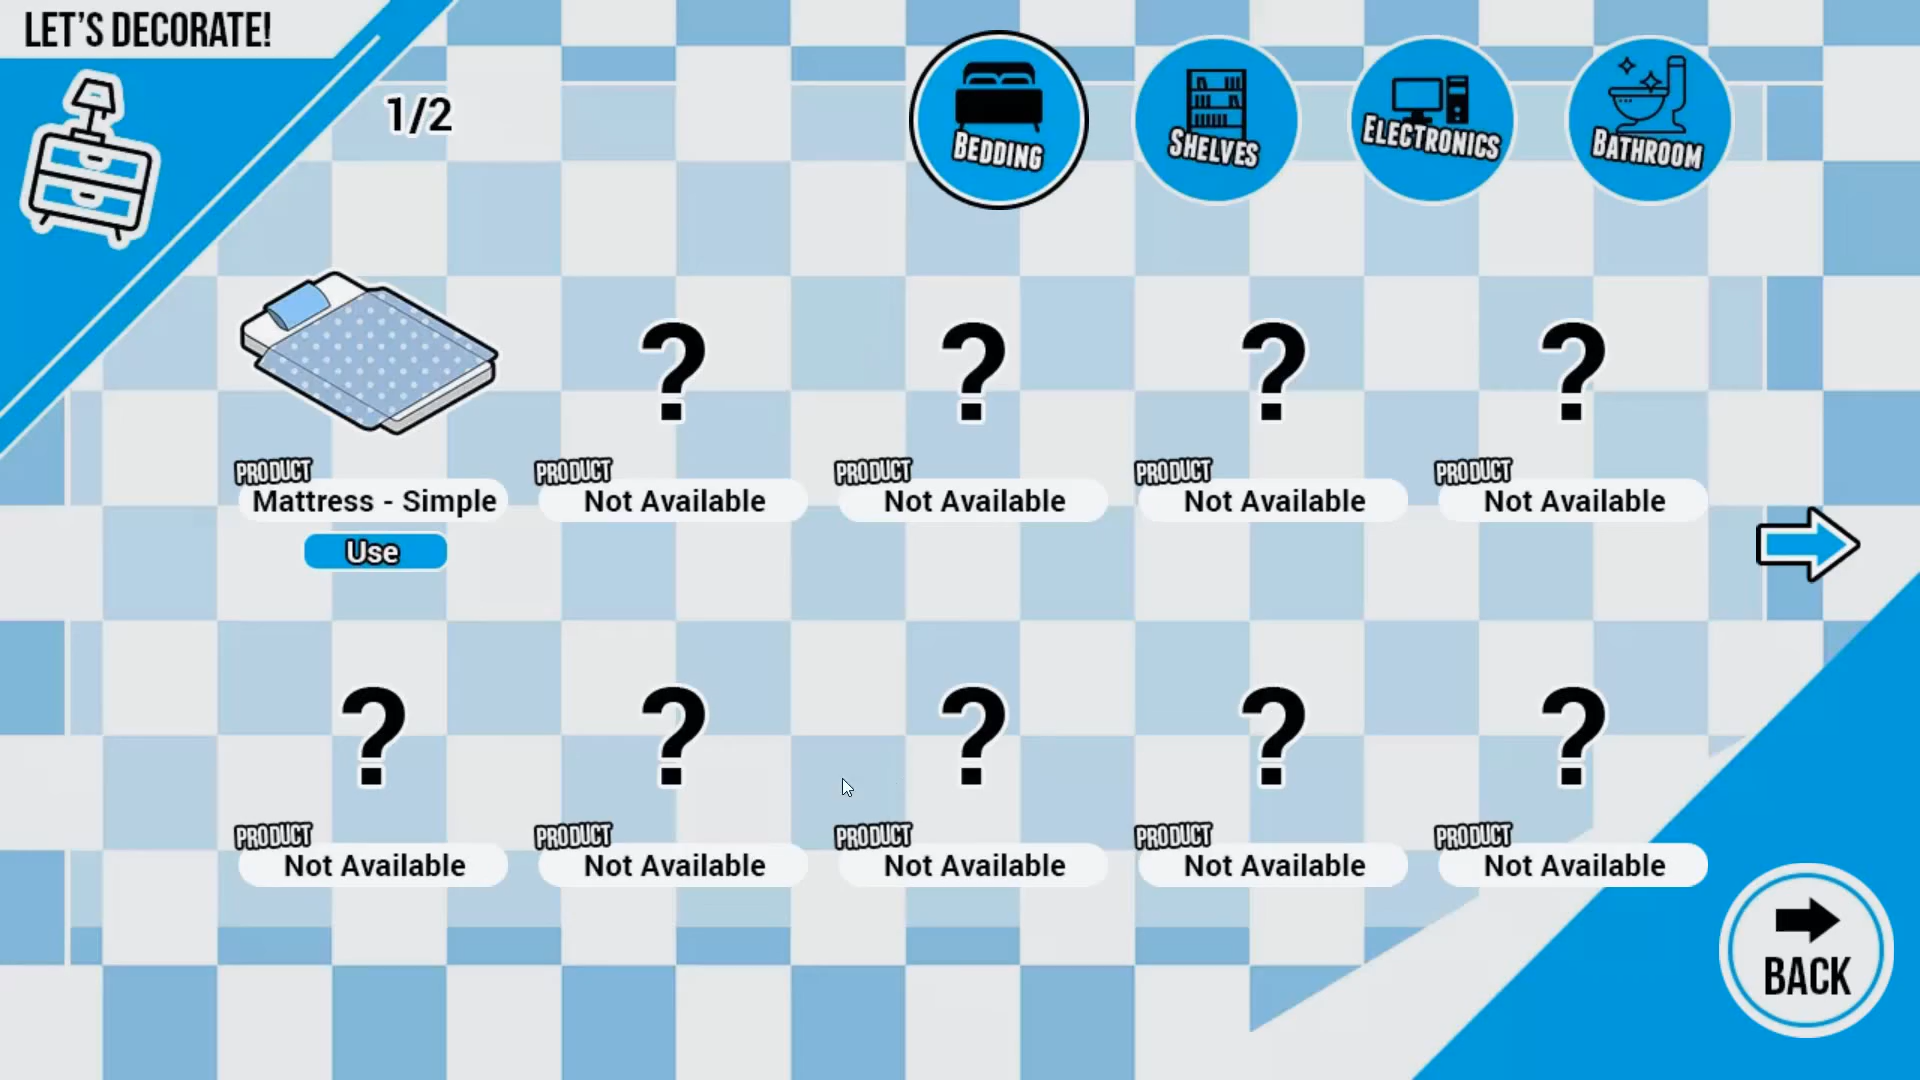 LET'S DECORATE!
1/2
BEDDING
SHELVES
ELECTRONICS
BATHROOM
PRODUCT
Mattress - Simple
Use
PRODUCT
Not Available
PRODUCT
Not Available
PRODUCT
Not Available
PRODUCT
Not Available
PRODUCT
Not Available
PRODUCT
Not Available
PRODUCT
Not Available
PRODUCT
Not Available
PRODUCT
Not Available
BACK